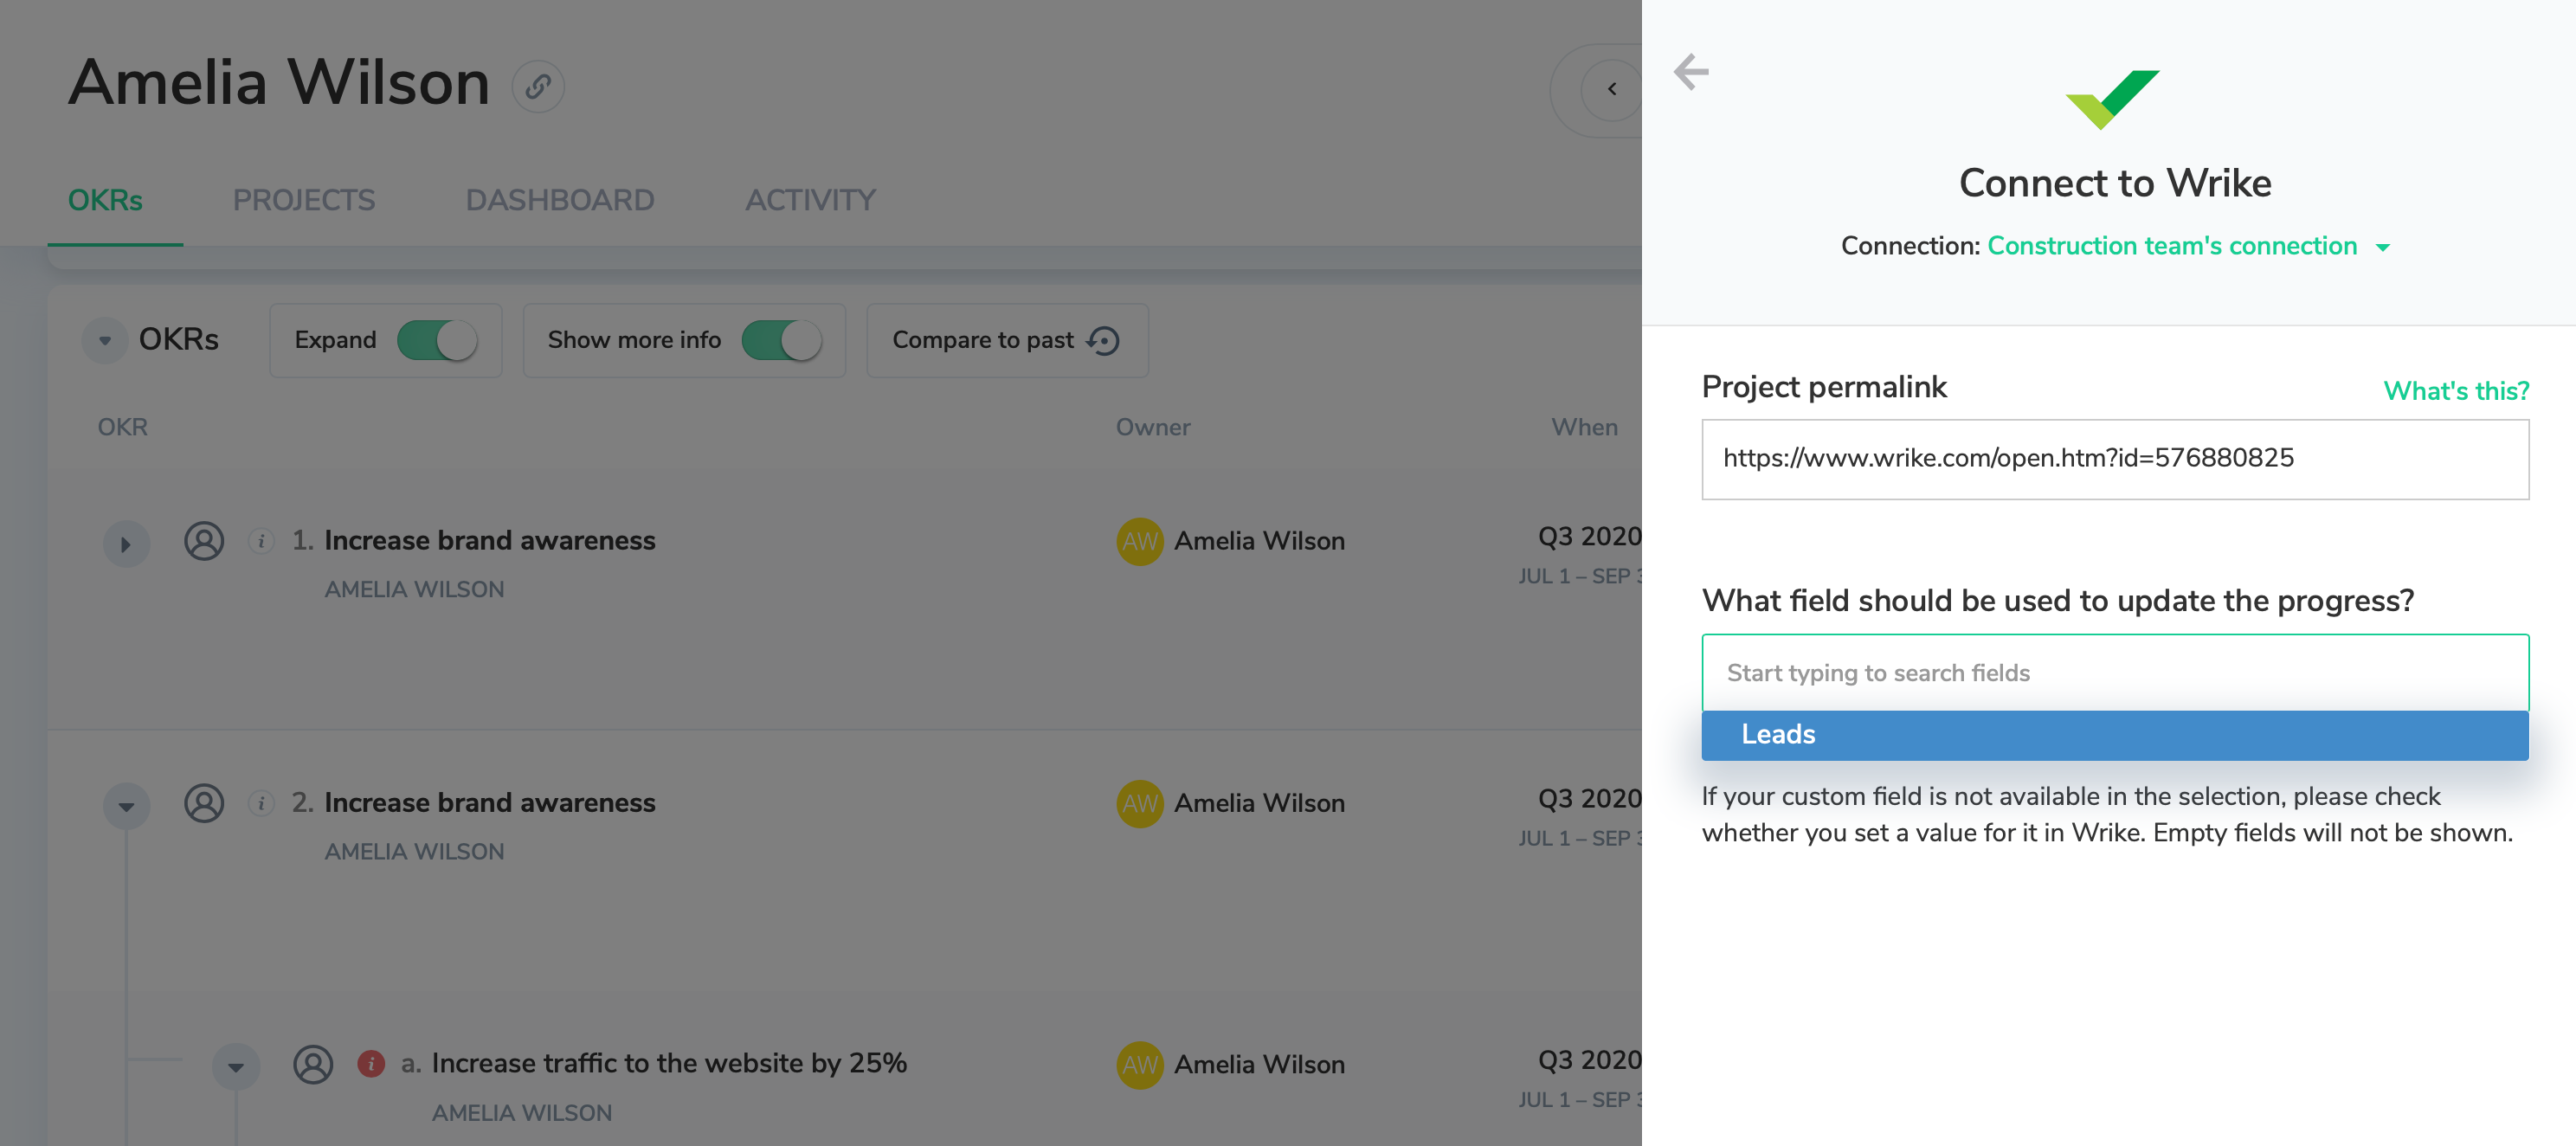 Amelia Wilson
OKRs PROJECTS DASHBOARD ACTIVITY
OKRs Expand Show more info Compare to past
OKR Owner When
1. Increase brand awareness AW Amelia Wilson Q3 2020
AMELIA WILSON JUL 1 – SEP
2. Increase brand awareness AW Amelia Wilson Q3 2020
AMELIA WILSON JUL 1 – SEP
a. Increase traffic to the website by 25% AW Amelia Wilson Q3 2020
AMELIA WILSON JUL 1 – SEP
Connect to Wrike
Connection: Construction team's connection
Project permalink What's this?
https://www.wrike.com/open.htm?id=576880825
What field should be used to update the progress?
Start typing to search fields
Leads
If your custom field is not available in the selection, please check
whether you set a value for it in Wrike. Empty fields will not be shown.